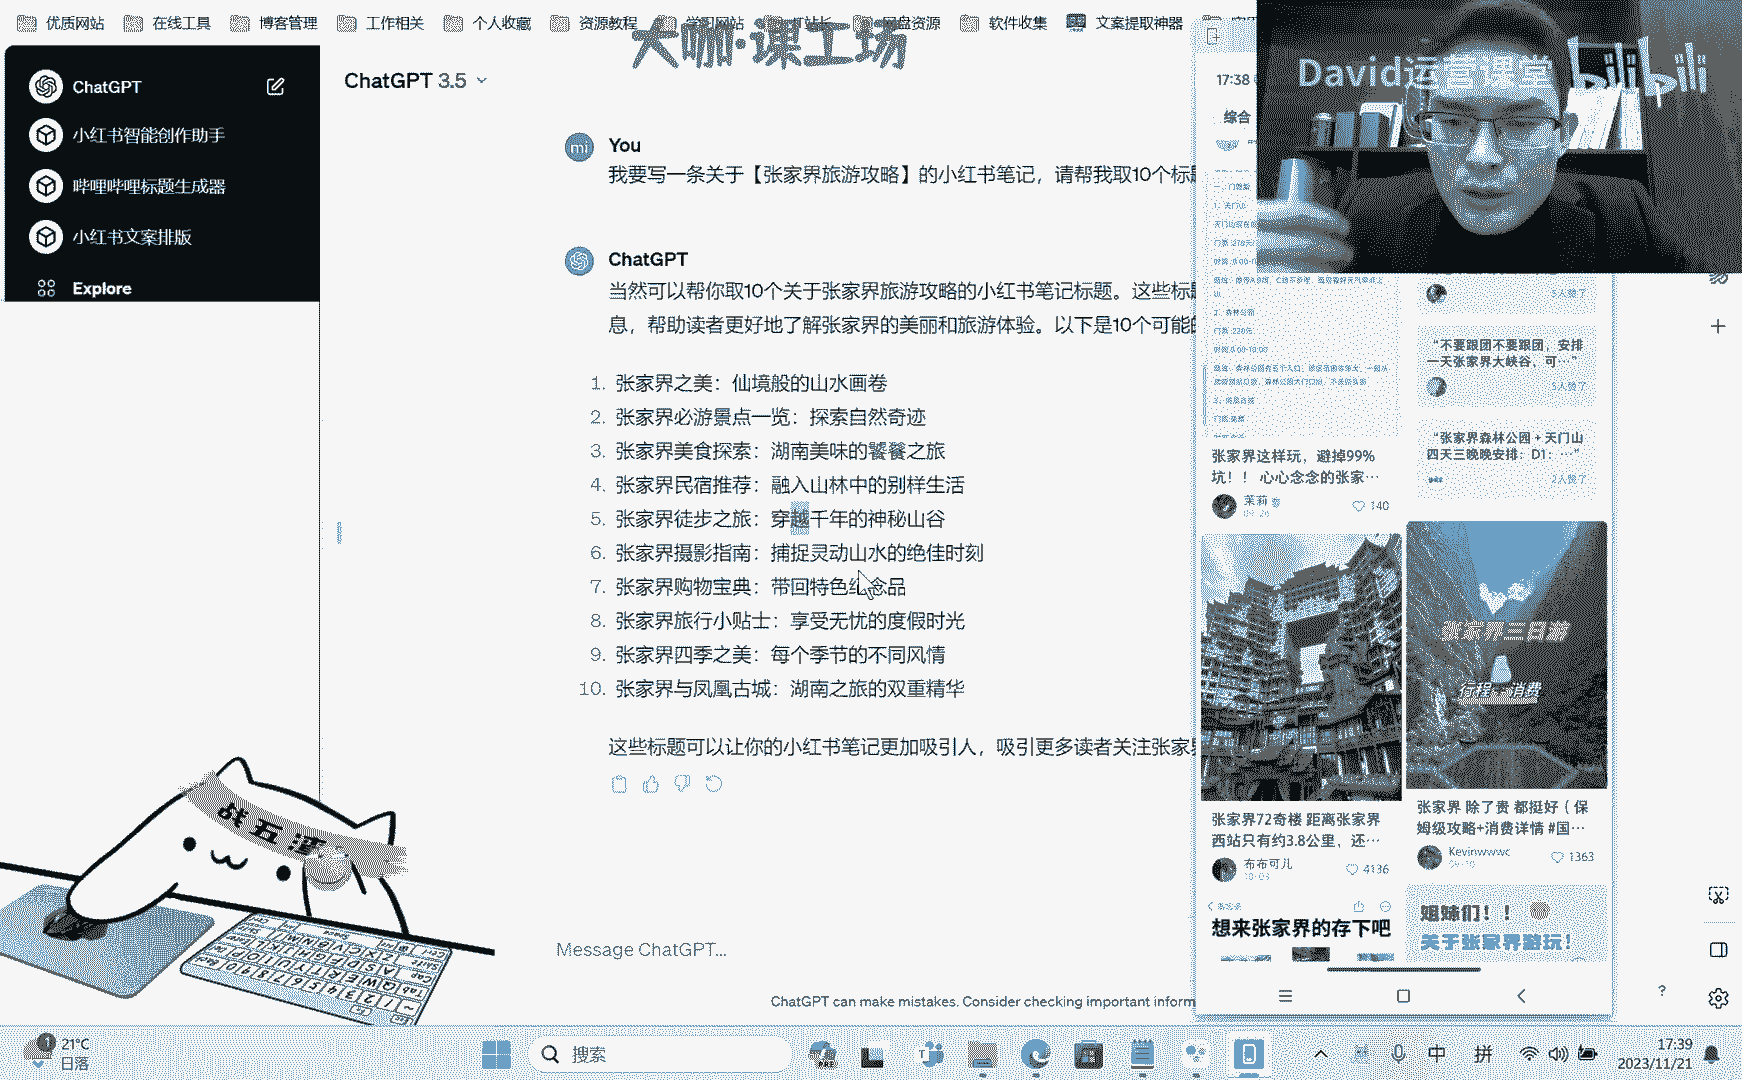 优质网站
在线工具
博客管理
工作相关
个人收藏
资源教程
学习网站
网盘资源
软件收集
文案提取神器
大咖·课工场
David运营课堂 bilibili
ChatGPT
小红书智能创作助手
哔哩哔哩标题生成器
小红书文案排版
Explore
ChatGPT 3.5
You
我要写一条关于【张家界旅游攻略】的小红书笔记，请帮我取10个标题
ChatGPT
当然可以帮你取10个关于张家界旅游攻略的小红书笔记标题。这些标题
息，帮助读者更好地了解张家界的美丽和旅游体验。以下是10个可能的
1. 张家界之美：仙境般的山水画卷
2. 张家界必游景点一览：探索自然奇迹
3. 张家界美食探索：湖南美味的饕餮之旅
4. 张家界民宿推荐：融入山林中的别样生活
5. 张家界徒步之旅：穿越千年的神秘山谷
6. 张家界摄影指南：捕捉灵动山水的绝佳时刻
7. 张家界购物宝典：带回特色纪念品
8. 张家界旅行小贴士：享受无忧的度假时光
9. 张家界四季之美：每个季节的不同风情
10. 张家界与凤凰古城：湖南之旅的双重精华
这些标题可以让你的小红书笔记更加吸引人，吸引更多读者关注张家界
Message ChatGPT...
ChatGPT can make mistakes. Consider checking important inform
17:38
综合
张家界这样玩，避掉99%
坑！！ 心心念念的张家…
茉莉
140
5人赞了
“不要跟团不要跟团，安排
一天张家界大峡谷，可…”
5人赞了
“张家界森林公园+天门山
四天三晚晚安排：D1：…”
2人赞了
张家界三日游
行程+消费
张家界72奇楼 距离张家界
西站只有约3.8公里，还…
布布可儿
4136
张家界 除了贵 都挺好（保
姆级攻略+消费详情 #国…
Kevinwwwc
1363
想来张家界的存下吧
姐妹们！！
关于张家界游玩！
战五渣
21°C
日落
搜索
中
拼
17:39
2023/11/21